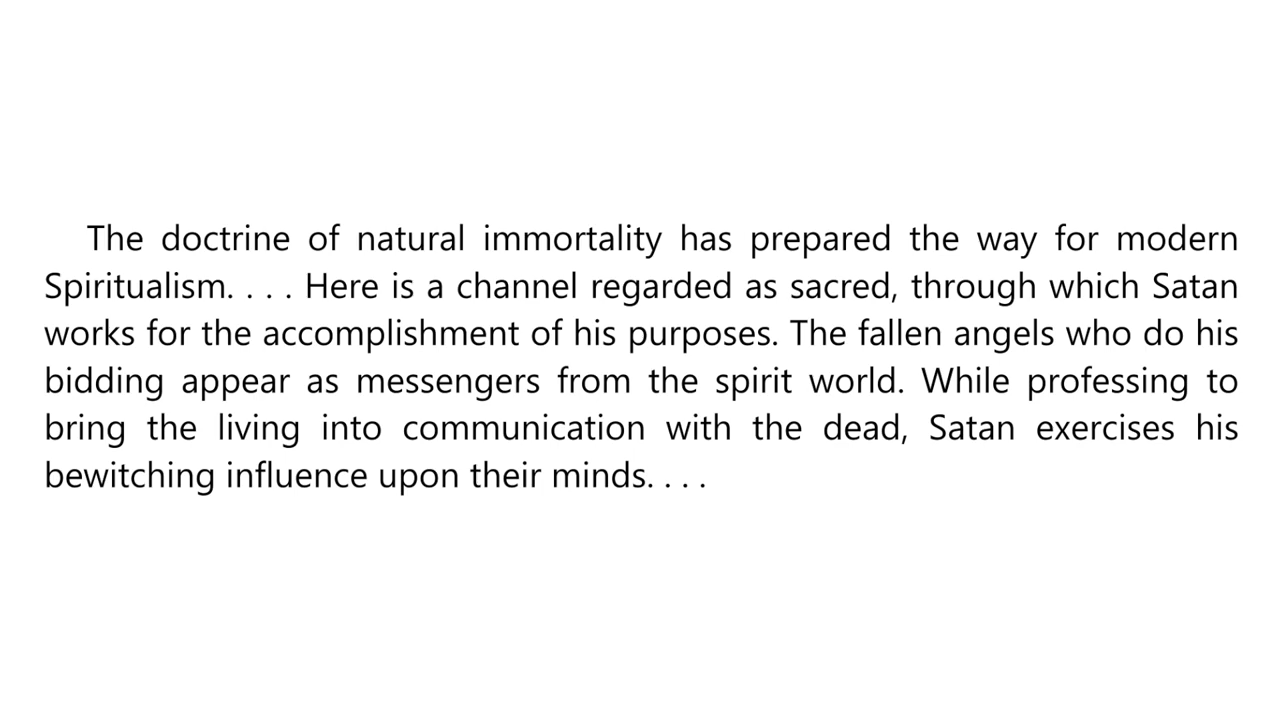 The doctrine of natural immortality has prepared the way for modern
Spiritualism. . . . Here is a channel regarded as sacred, through which Satan
works for the accomplishment of his purposes. The fallen angels who do his
bidding appear as messengers from the spirit world. While professing to
bring the living into communication with the dead, Satan exercises his
bewitching influence upon their minds. . . .